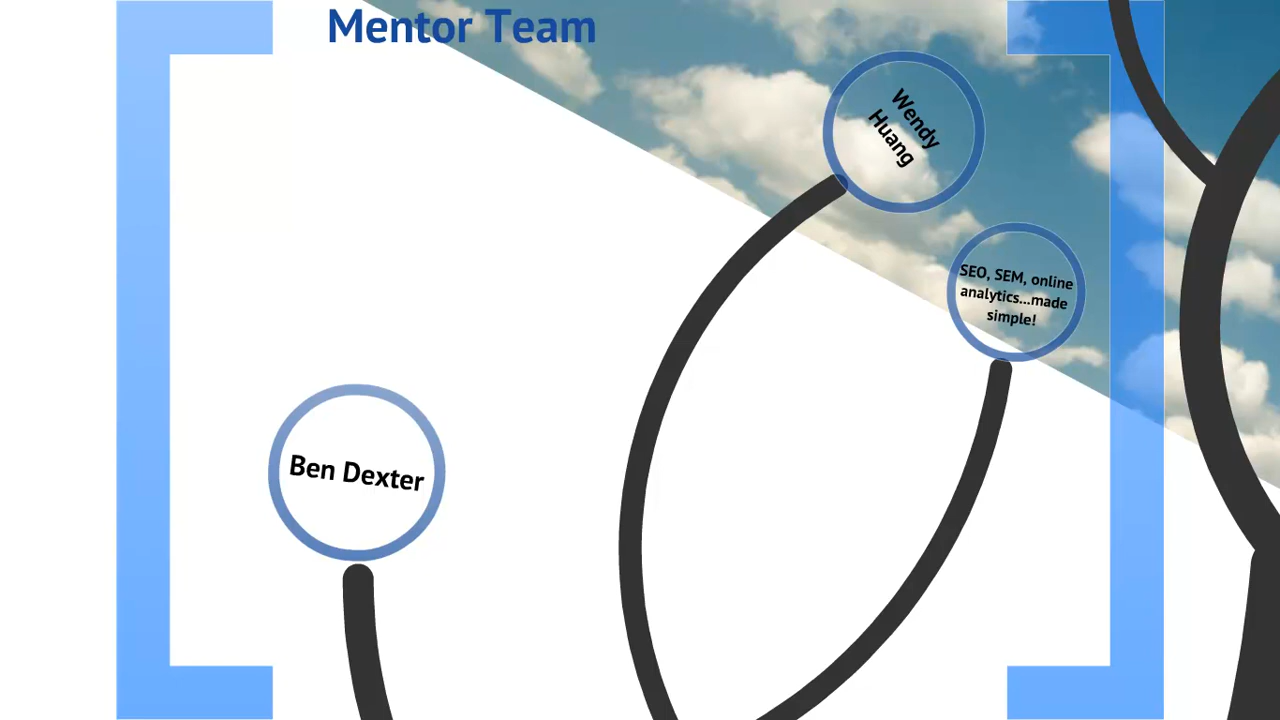 Mentor Team
Wendy
Huang
SEO, SEM, online
analytics...made
simple!
Ben Dexter